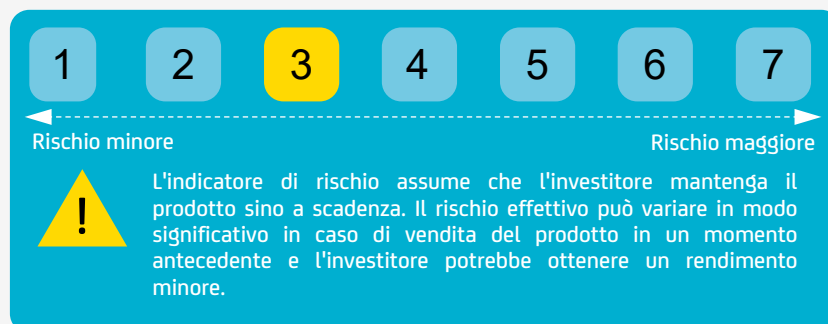 1 2 3 4 5 6 7
Rischio minore Rischio maggiore
!
L'indicatore di rischio assume che l'investitore mantenga il
prodotto sino a scadenza. Il rischio effettivo può variare in modo
significativo in caso di vendita del prodotto in un momento
antecedente e l'investitore potrebbe ottenere un rendimento
minore.